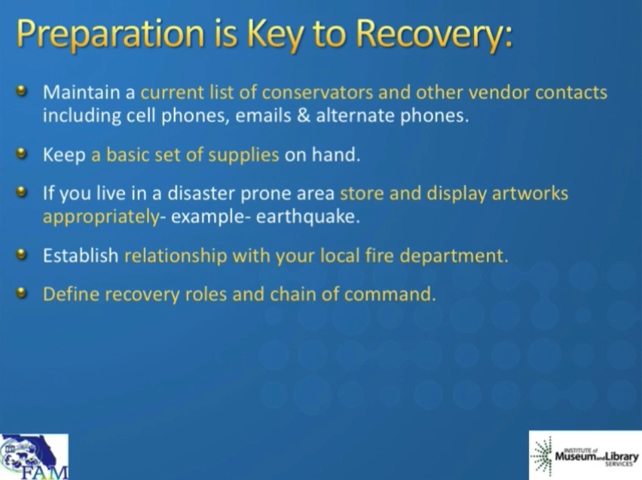 Preparation is Key to Recovery:
Maintain a current list of conservators and other vendor contacts
including cell phones, emails & alternate phones.
Keep a basic set of supplies on hand.
If you live in a disaster prone area store and display artworks
appropriately- example- earthquake.
Establish relationship with your local fire department.
Define recovery roles and chain of command.
FAM
INSTITUTE of
Museum and Library
SERVICES